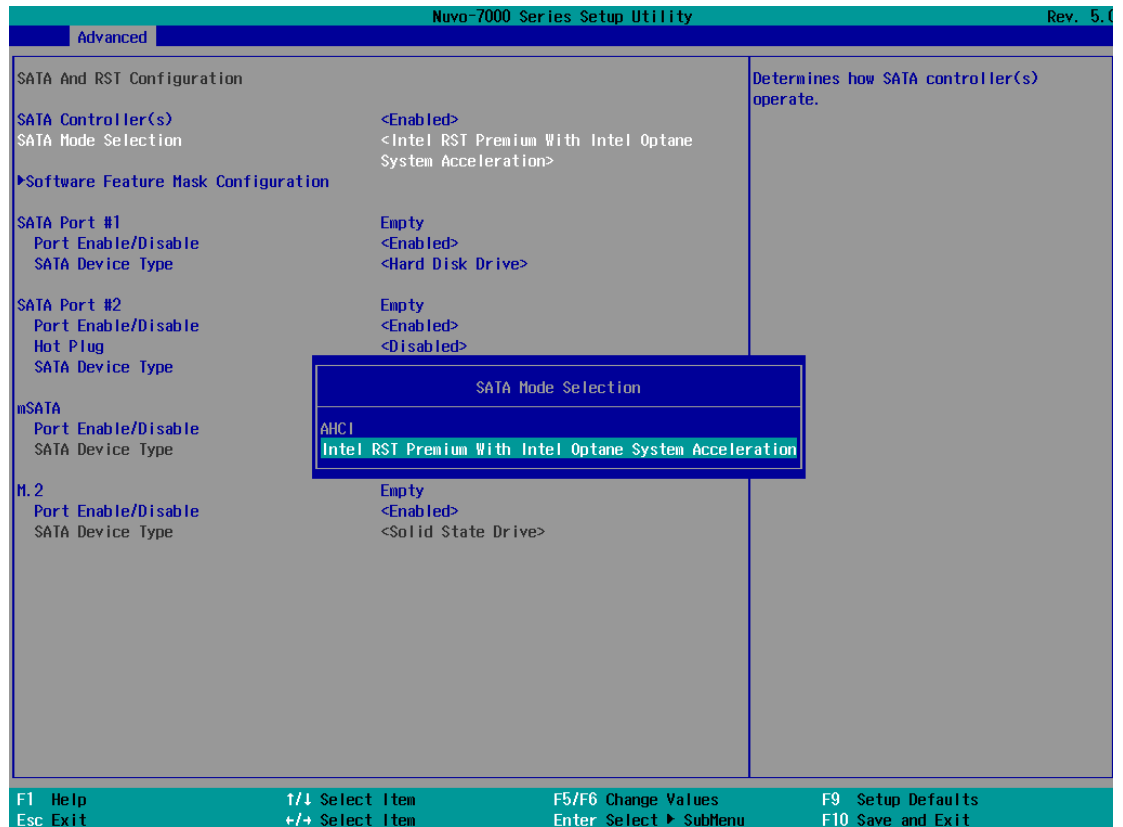 Nuvo-7000 Series Setup Utility Rev. 5.0
Advanced
SATA And RST Configuration
SATA Controller(s) <Enabled>
SATA Mode Selection <Intel RST Premium With Intel Optane
System Acceleration>
▶Software Feature Mask Configuration
SATA Port #1 Empty
Port Enable/Disable <Enabled>
SATA Device Type <Hard Disk Drive>
SATA Port #2 Empty
Port Enable/Disable <Enabled>
Hot Plug <Disabled>
SATA Device Type
mSATA
Port Enable/Disable
SATA Device Type
M.2 Empty
Port Enable/Disable <Enabled>
SATA Device Type <Solid State Drive>
SATA Mode Selection
AHCI
Intel RST Premium With Intel Optane System Acceleration
Determines how SATA controller(s)
operate.
F1 Help ↑/↓ Select Item F5/F6 Change Values F9 Setup Defaults
Esc Exit ←/→ Select Item Enter Select ▶ SubMenu F10 Save and Exit